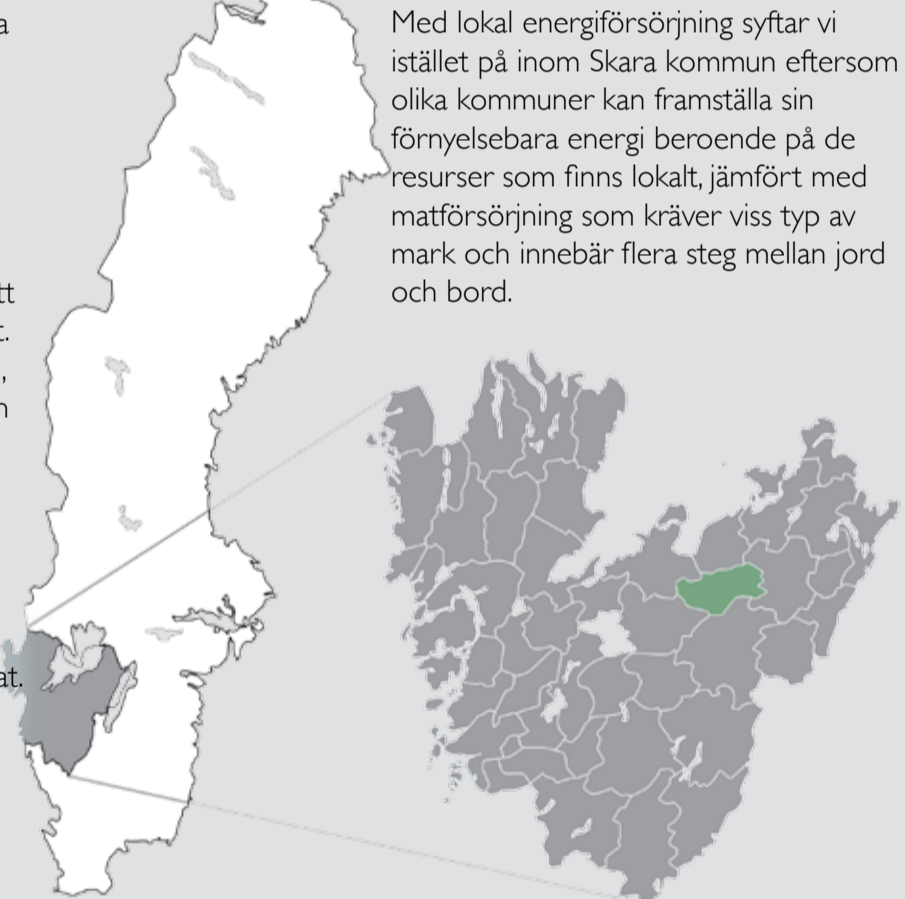 a
tt
t.
,
n
at.
Med lokal energiförsörjning syftar vi
istället på inom Skara kommun eftersom
olika kommuner kan framställa sin
förnyelsebara energi beroende på de
resurser som finns lokalt, jämfört med
matförsörjning som kräver viss typ av
mark och innebär flera steg mellan jord
och bord.